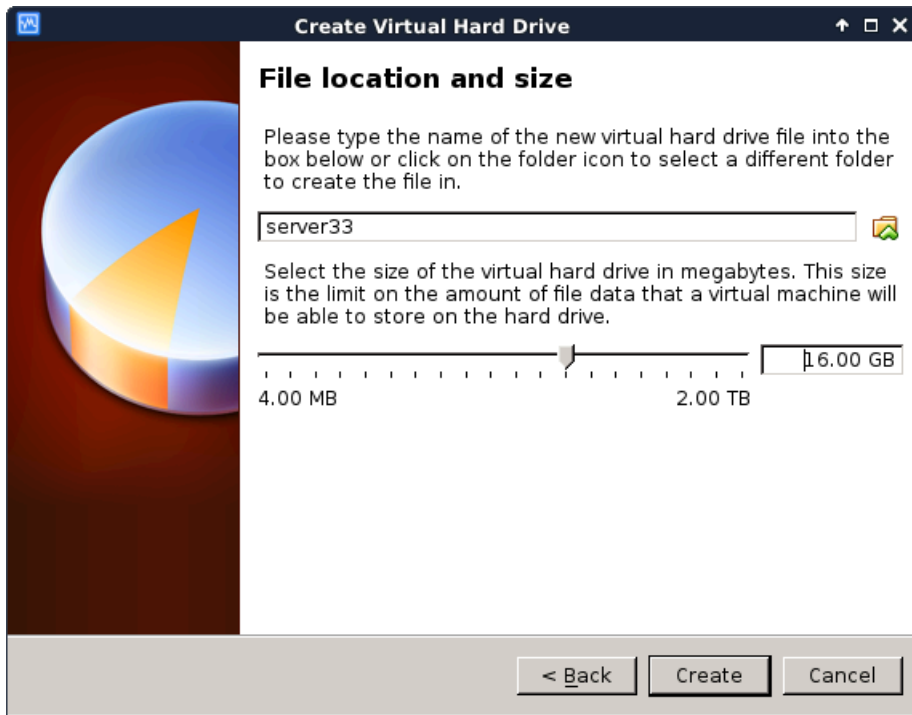 Create Virtual Hard Drive
File location and size
Please type the name of the new virtual hard drive file into the
box below or click on the folder icon to select a different folder
to create the file in.
server33
Select the size of the virtual hard drive in megabytes. This size
is the limit on the amount of file data that a virtual machine will
be able to store on the hard drive.
16.00 GB
4.00 MB 2.00 TB
< Back Create Cancel